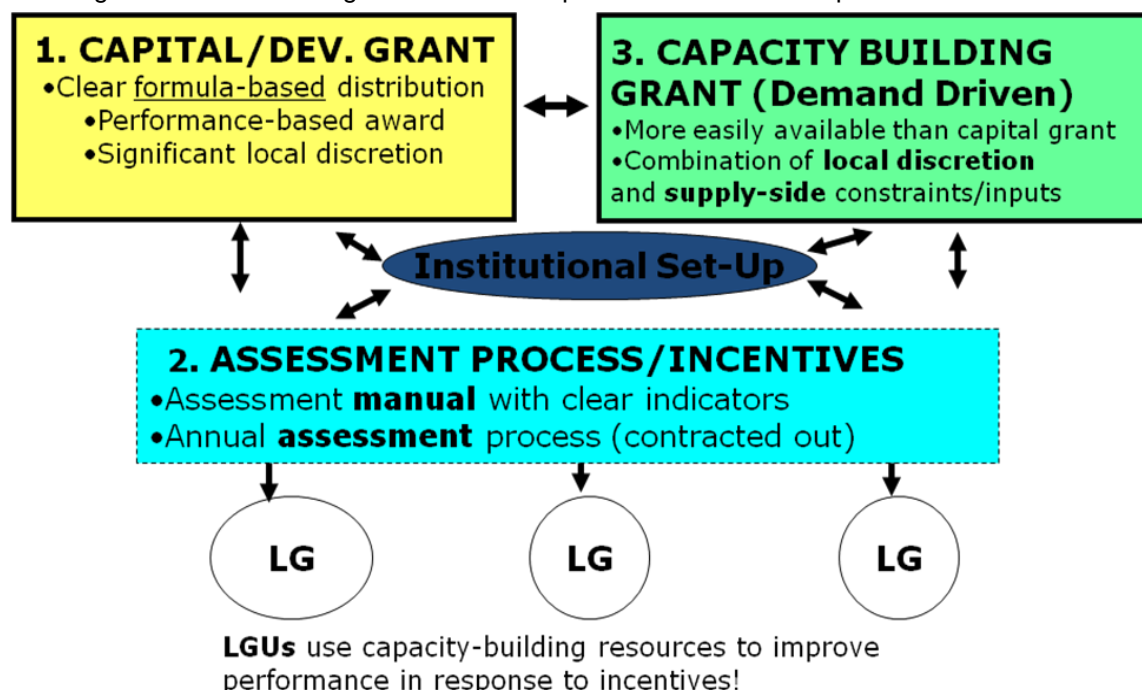 1. CAPITAL/DEV. GRANT
•Clear formula-based distribution
•Performance-based award
•Significant local discretion
3. CAPACITY BUILDING
GRANT (Demand Driven)
•More easily available than capital grant
•Combination of local discretion
and supply-side constraints/inputs
Institutional Set-Up
2. ASSESSMENT PROCESS/INCENTIVES
•Assessment manual with clear indicators
•Annual assessment process (contracted out)
LG
LG
LG
LGUs use capacity-building resources to improve
performance in response to incentives!